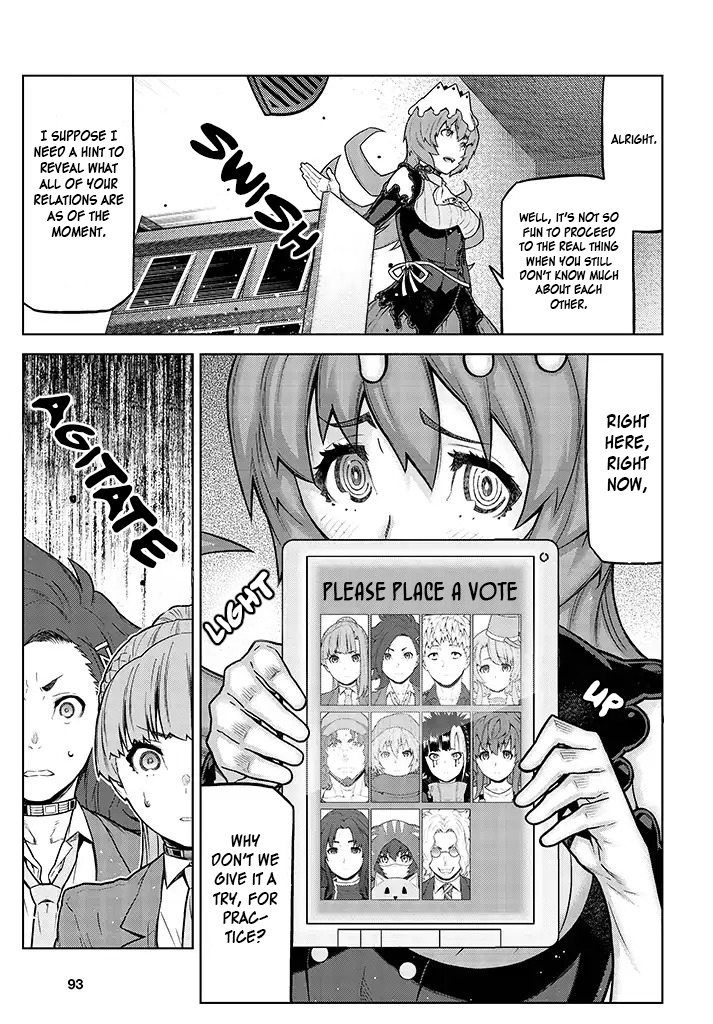 ALRIGHT.
WELL, IT'S NOT SO
FUN TO PROCEED
TO THE REAL THING
WHEN YOU STILL
DON'T KNOW MUCH
ABOUT EACH
OTHER.
SWISH
I SUPPOSE I
NEED A HINT TO
REVEAL WHAT
ALL OF YOUR
RELATIONS ARE
AS OF THE
MOMENT.
RIGHT
HERE,
RIGHT
NOW,
PLEASE PLACE A VOTE
LIGHT
UP
WHY
DON'T WE
GIVE IT A
TRY, FOR
PRAC-
TICE?
AGITATE
93